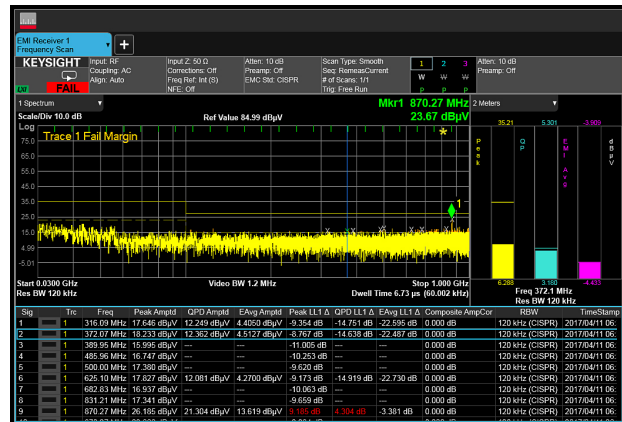 EMI Receiver 1
Frequency Scan
+
KEYSIGHT
LXI
FAIL
Input: RF
Coupling: AC
Align: Auto
Input Z: 50 Ω
Corrections: Off
Freq Ref: Int (S)
NFE: Off
Atten: 10 dB
Preamp: Off
EMC Std: CISPR
Scan Type: Smooth
Seq: RemeasCurrent
# of Scans: 1/1
Trig: Free Run
1 2 3
W W W
P P P
Atten: 10 dB
Preamp: Off
1 Spectrum
Mkr1 870.27 MHz
Scale/Div 10.0 dB
Ref Value 84.99 dBµV
23.67 dBµV
Log
Trace 1 Fail Margin
75.0
65.0
55.0
45.0
35.0
25.0
15.0
4.99
-5.01
1
Start 0.0300 GHz
Res BW 120 kHz
Video BW 1.2 MHz
Stop 1.000 GHz
Dwell Time 6.73 µs (60.002 kHz)
2 Meters
35.21 5.301 -3.909
Peak
QP
EMI Avg
dBµV
6.288 3.180 -4.433
Freq 372.1 MHz
Res BW 120 kHz
Sig Trc Freq Peak Amptd QPD Amptd EAvg Amptd Peak LL1 Δ QPD LL1 Δ EAvg LL1 Δ Composite AmpCor RBW TimeStamp
1 1 316.09 MHz 17.646 dBµV 12.249 dBµV 4.4050 dBµV -9.354 dB -14.751 dB -22.595 dB 0.000 dB 120 kHz (CISPR) 2017/04/11 06:
2 1 372.07 MHz 18.233 dBµV 12.362 dBµV 4.5127 dBµV -8.767 dB -14.638 dB -22.487 dB 0.000 dB 120 kHz (CISPR) 2017/04/11 06:
3 1 389.95 MHz 15.995 dBµV --- --- -11.005 dB --- --- 0.000 dB 120 kHz (CISPR) 2017/04/11 06:
4 1 485.96 MHz 16.747 dBµV --- --- -10.253 dB --- --- 0.000 dB 120 kHz (CISPR) 2017/04/11 06:
5 1 500.00 MHz 17.380 dBµV --- --- -9.620 dB --- --- 0.000 dB 120 kHz (CISPR) 2017/04/11 06:
6 1 625.10 MHz 17.827 dBµV 12.081 dBµV 4.2700 dBµV -9.173 dB -14.919 dB -22.730 dB 0.000 dB 120 kHz (CISPR) 2017/04/11 06:
7 1 682.83 MHz 16.937 dBµV --- --- -10.063 dB --- --- 0.000 dB 120 kHz (CISPR) 2017/04/11 06:
8 1 831.21 MHz 17.341 dBµV --- --- -9.659 dB --- --- 0.000 dB 120 kHz (CISPR) 2017/04/11 06:
9 1 870.27 MHz 26.185 dBµV 21.304 dBµV 13.619 dBµV 9.185 dB 4.304 dB -3.381 dB 0.000 dB 120 kHz (CISPR) 2017/04/11 06: